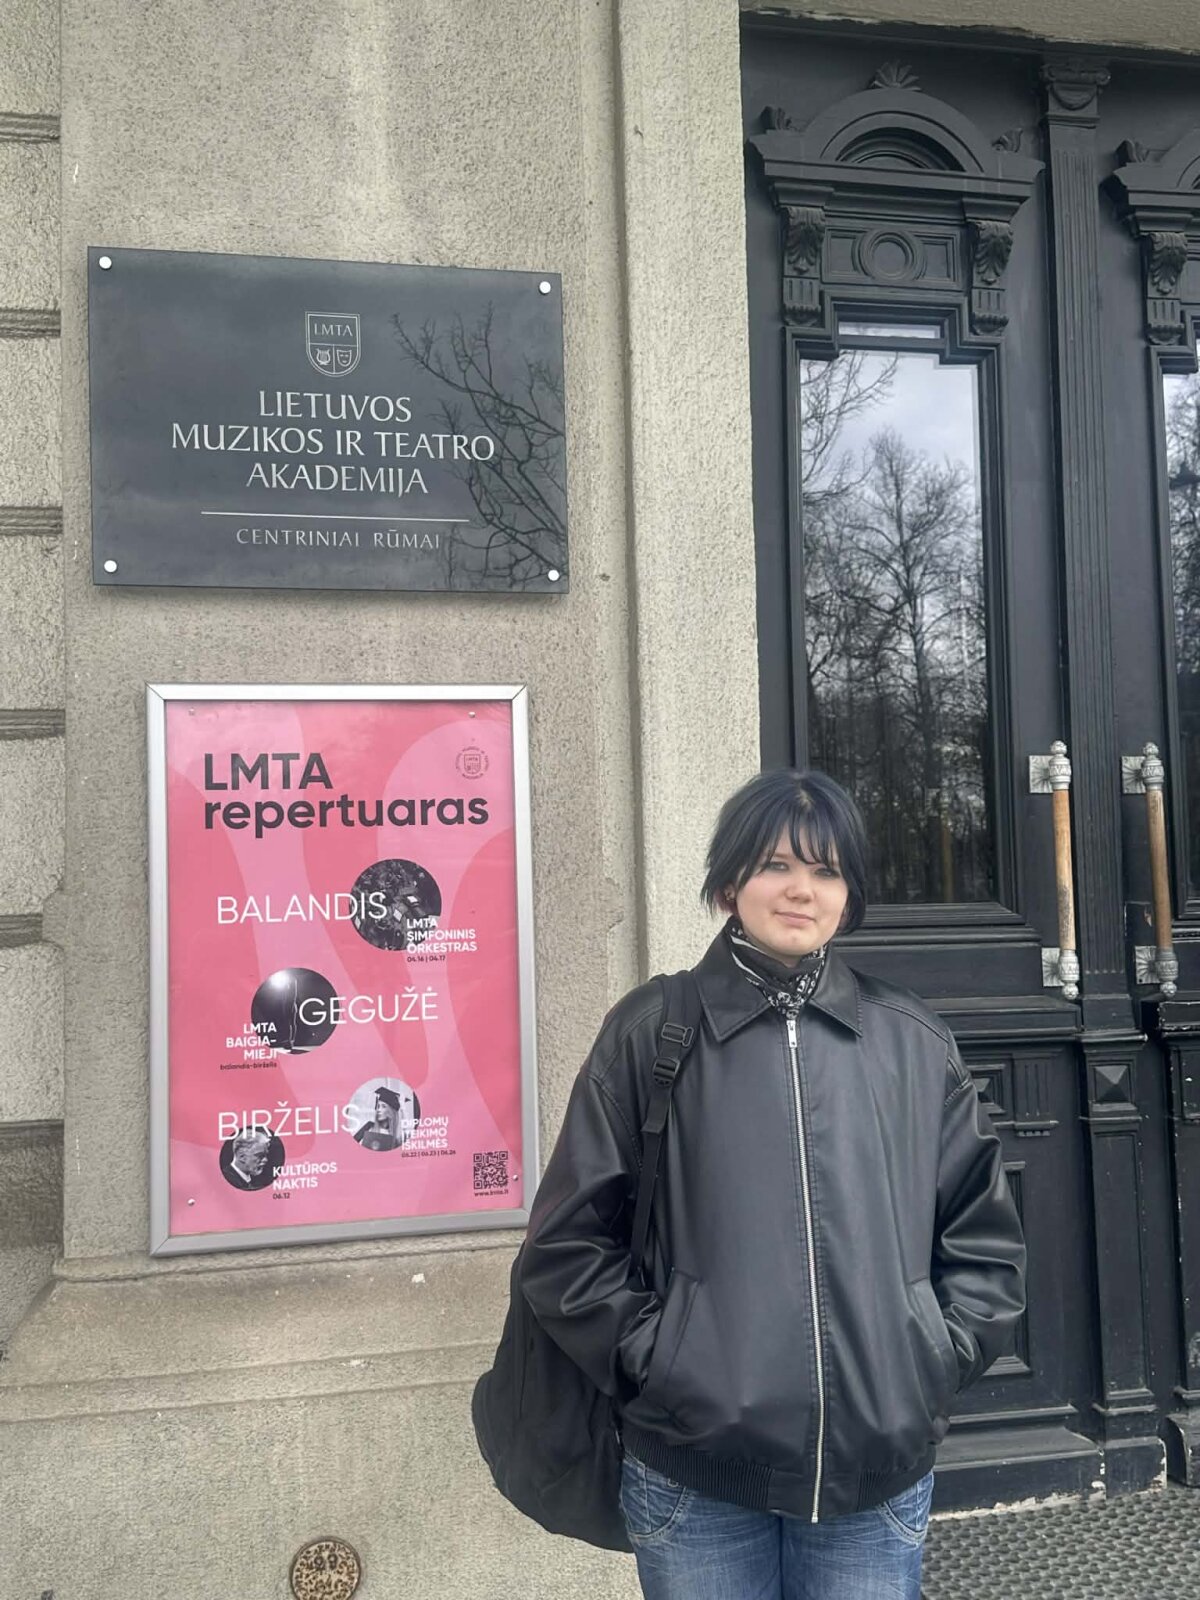 LMTA
LIETUVOS
MUZIKOS IR TEATRO
AKADEMIJA
CENTRINIAI RŪMAI
LMTA
repertuaras
BALANDIS
LMTA
SIMFONINIS
ORKESTRAS
04.16 | 04.17
GEGUŽĖ
LMTA
BAIGIA-
MIEJI
balandis-birželis
BIRŽELIS
DIPLOMŲ
ĮTEIKIMO
IŠKILMĖS
06.22 | 06.23 | 06.26
KULTŪROS
NAKTIS
06.12
www.lmta.lt